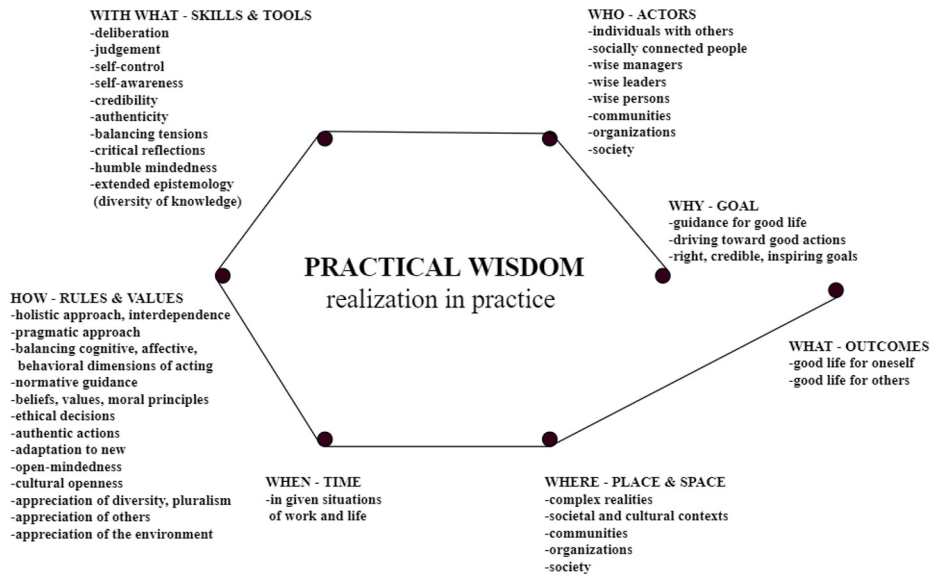 WITH WHAT - SKILLS & TOOLS
-deliberation
-judgement
-self-control
-self-awareness
-credibility
-authenticity
-balancing tensions
-critical reflections
-humble mindedness
-extended epistemology
(diversity of knowledge)
WHO - ACTORS
-individuals with others
-socially connected people
-wise managers
-wise leaders
-wise persons
-communities
-organizations
-society
WHY - GOAL
-guidance for good life
-driving toward good actions
-right, credible, inspiring goals
PRACTICAL WISDOM
realization in practice
HOW - RULES & VALUES
-holistic approach, interdependence
-pragmatic approach
-balancing cognitive, affective,
behavioral dimensions of acting
-normative guidance
-beliefs, values, moral principles
-ethical decisions
-authentic actions
-adaptation to new
-open-mindedness
-cultural openness
-appreciation of diversity, pluralism
-appreciation of others
-appreciation of the environment
WHAT - OUTCOMES
-good life for oneself
-good life for others
WHEN - TIME
-in given situations
of work and life
WHERE - PLACE & SPACE
-complex realities
-societal and cultural contexts
-communities
-organizations
-society